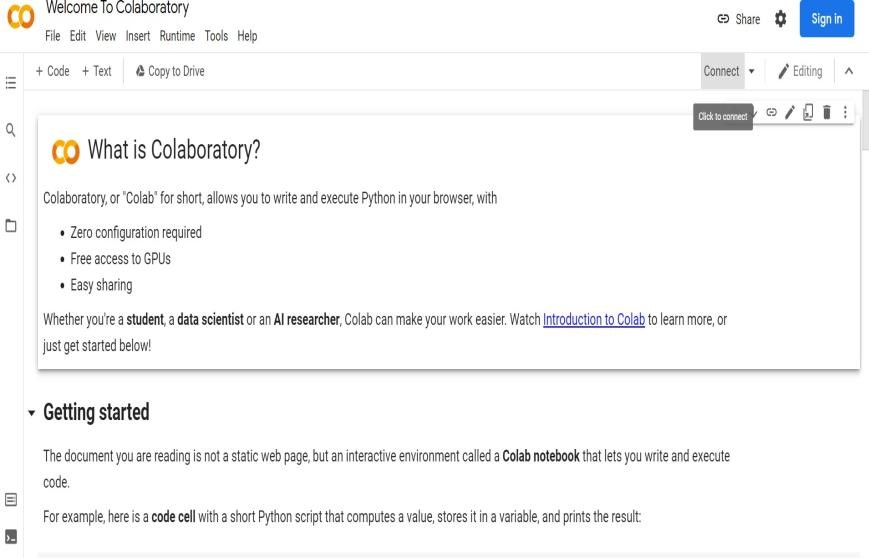 Welcome To Colaboratory
File Edit View Insert Runtime Tools Help
Share
Sign in
+ Code + Text Copy to Drive
Connect
Editing
Click to connect
What is Colaboratory?
Colaboratory, or "Colab" for short, allows you to write and execute Python in your browser, with
• Zero configuration required
• Free access to GPUs
• Easy sharing
Whether you're a student, a data scientist or an AI researcher, Colab can make your work easier. Watch Introduction to Colab to learn more, or
just get started below!
Getting started
The document you are reading is not a static web page, but an interactive environment called a Colab notebook that lets you write and execute
code.
For example, here is a code cell with a short Python script that computes a value, stores it in a variable, and prints the result: